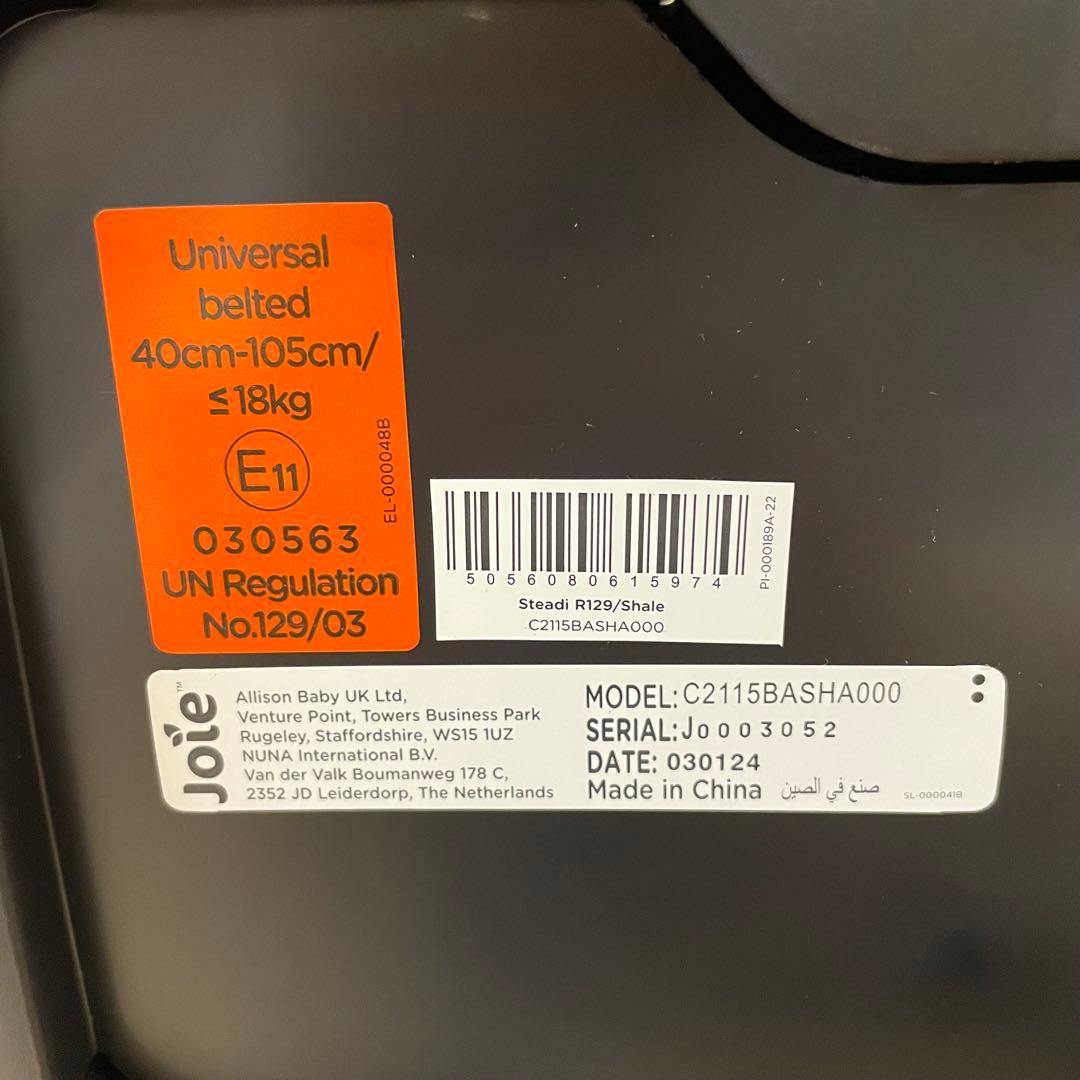 Universal
belted
40cm-105cm/
≤18kg
E11
030563
UN Regulation
No.129/03
EL-000048B
5056080615974
Steadi R129/Shale
C2115BASHA000
PI-000189A-22
Joie™
Allison Baby UK Ltd,
Venture Point, Towers Business Park
Rugeley, Staffordshire, WS15 1UZ
NUNA International B.V.
Van der Valk Boumanweg 178 C,
2352 JD Leiderdorp, The Netherlands
MODEL: C2115BASHA000
SERIAL: J0003052
DATE: 030124
Made in China صنع في الصين
SL-000041B